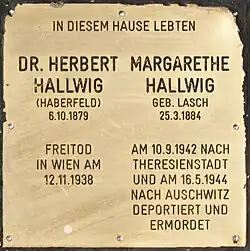 IN DIESEM HAUSE LEBTEN
DR. HERBERT
HALLWIG
(HABERFELD)
6.10.1879
FREITOD
IN WIEN AM
12.11.1938
MARGARETHE
HALLWIG
GEB. LASCH
25.3.1884
AM 10.9.1942 NACH
THERESIENSTADT
UND AM 16.5.1944
NACH AUSCHWITZ
DEPORTIERT UND
ERMORDET